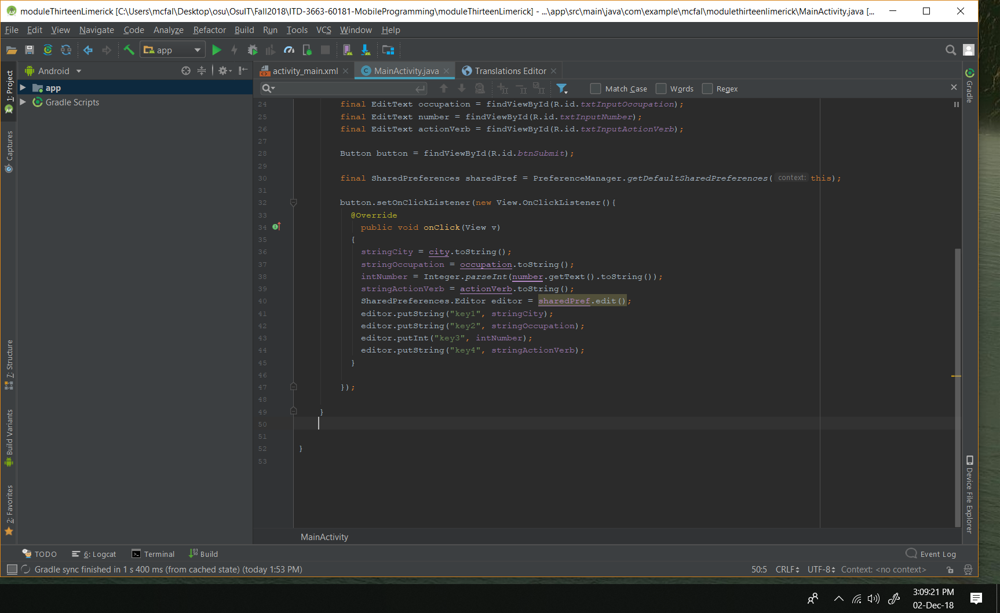 moduleThirteenLimerick [C:\Users\mcfal\Desktop\osu\OsuIT\Fall2018\ITD-3663-60181-MobileProgramming\moduleThirteenLimerick] - ...\app\src\main\java\com\example\mcfal\modulethirteenlimerick\MainActivity.java [...
File Edit View Navigate Code Analyze Refactor Build Run Tools VCS Window Help
app
1: Project
Android
activity_main.xml
MainActivity.java
Translations Editor
Gradle
app
Match Case
Words
Regex
Gradle Scripts
24 final EditText occupation = findViewById(R.id.txtInputOccupation);
25 final EditText number = findViewById(R.id.txtInputNumber);
26 final EditText actionVerb = findViewById(R.id.txtInputActionVerb);
27
28 Button button = findViewById(R.id.btnSubmit);
29
30 final SharedPreferences sharedPref = PreferenceManager.getDefaultSharedPreferences( context: this);
31
32 button.setOnClickListener(new View.OnClickListener(){
33 @Override
34 public void onClick(View v)
35 {
36 stringCity = city.toString();
37 stringOccupation = occupation.toString();
38 intNumber = Integer.parseInt(number.getText().toString());
39 stringActionVerb = actionVerb.toString();
40 SharedPreferences.Editor editor = sharedPref.edit();
41 editor.putString("key1", stringCity);
42 editor.putString("key2", stringOccupation);
43 editor.putInt("key3", intNumber);
44 editor.putString("key4", stringActionVerb);
45 }
46
47 });
48
49 }
50
51
52 }
53
Captures
7: Structure
Build Variants
2: Favorites
Device File Explorer
MainActivity
TODO
6: Logcat
Terminal
Build
Event Log
Gradle sync finished in 1 s 400 ms (from cached state) (today 1:53 PM)
50:5 CRLF UTF-8 Context: <no context>
3:09:21 PM
02-Dec-18